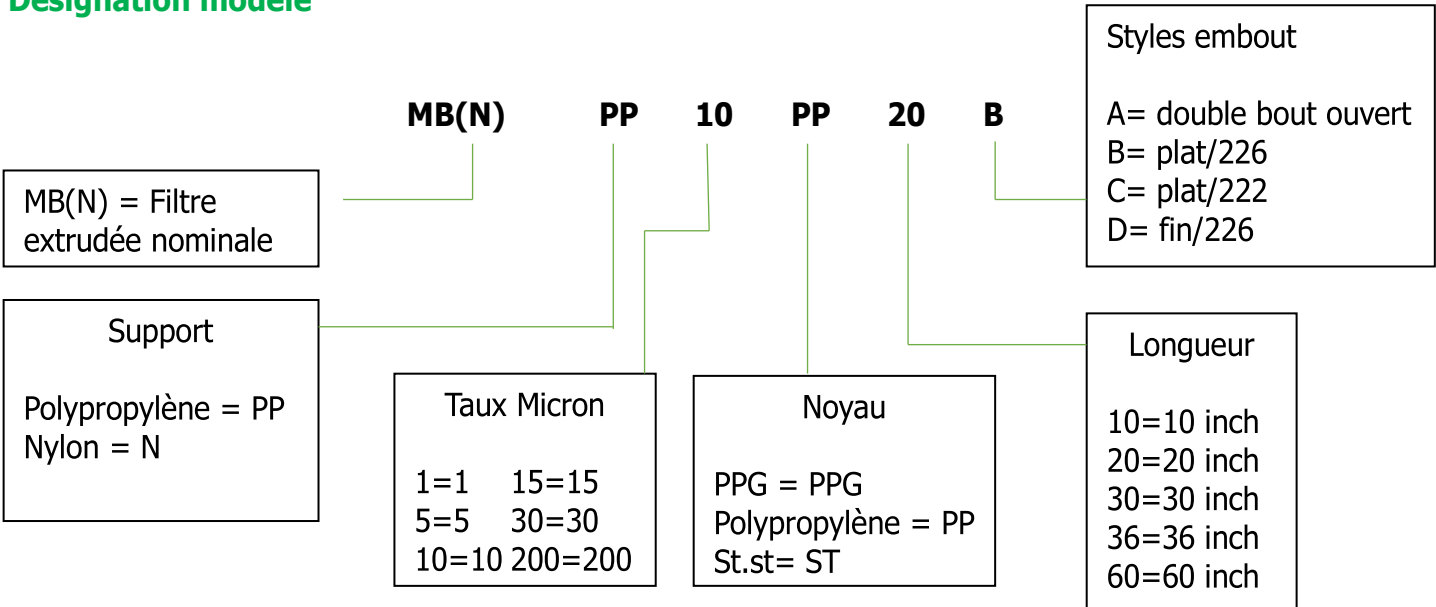 Désignation modèle
MB(N) PP 10 PP 20 B
Styles embout
A= double bout ouvert
B= plat/226
C= plat/222
D= fin/226
MB(N) = Filtre
extrudée nominale
Support
Polypropylène = PP
Nylon = N
Taux Micron
1=1 15=15
5=5 30=30
10=10 200=200
Noyau
PPG = PPG
Polypropylène = PP
St.st= ST
Longueur
10=10 inch
20=20 inch
30=30 inch
36=36 inch
60=60 inch